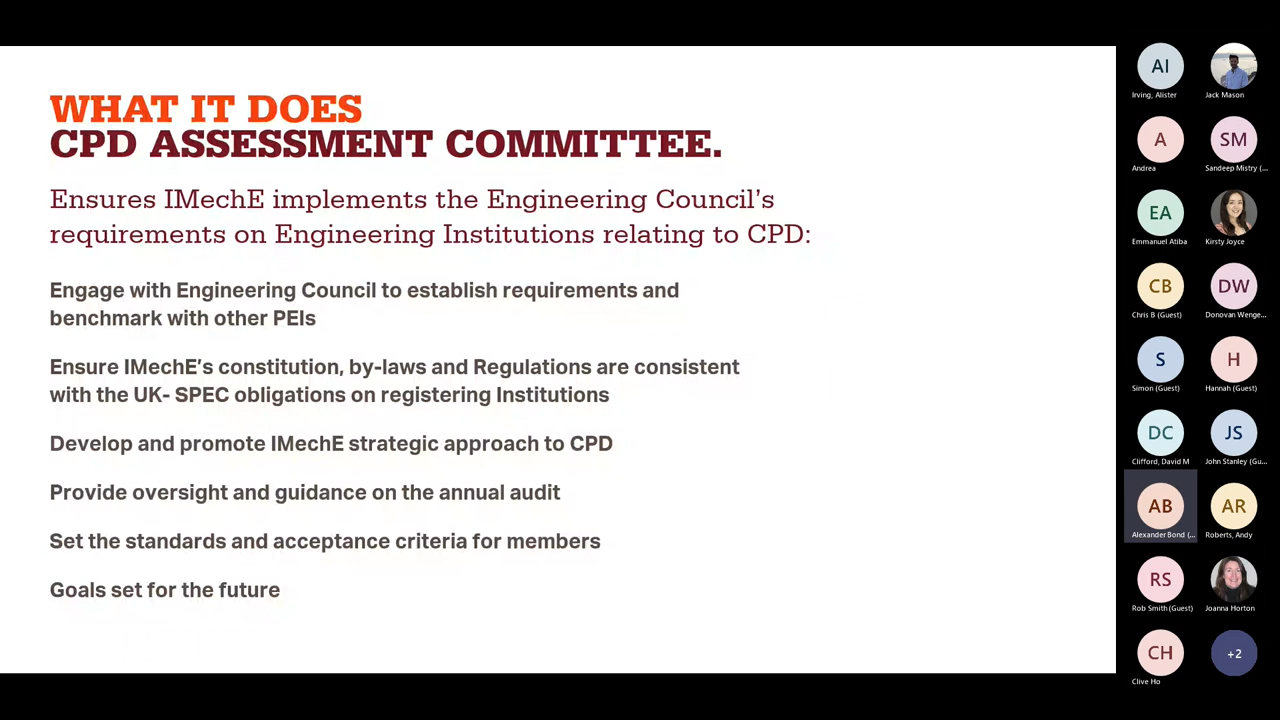 WHAT IT DOES
CPD ASSESSMENT COMMITTEE.
Ensures IMechE implements the Engineering Council's
requirements on Engineering Institutions relating to CPD:
Engage with Engineering Council to establish requirements and
benchmark with other PEIs
Ensure IMechE's constitution, by-laws and Regulations are consistent
with the UK- SPEC obligations on registering Institutions
Develop and promote IMechE strategic approach to CPD
Provide oversight and guidance on the annual audit
Set the standards and acceptance criteria for members
Goals set for the future
AI
Irving, Alister
Jack Mason
A
Andrea
SM
Sandeep Mistry (...
EA
Emmanuel Atiba
Kirsty Joyce
CB
Chris B (Guest)
DW
Donovan Wenge...
S
Simon (Guest)
H
Hannah (Guest)
DC
Clifford, David M
JS
John Stanley (Gu...
AB
Alexander Bond (...
AR
Roberts, Andy
RS
Rob Smith (Guest)
Joanna Horton
CH
Clive Ho
+2